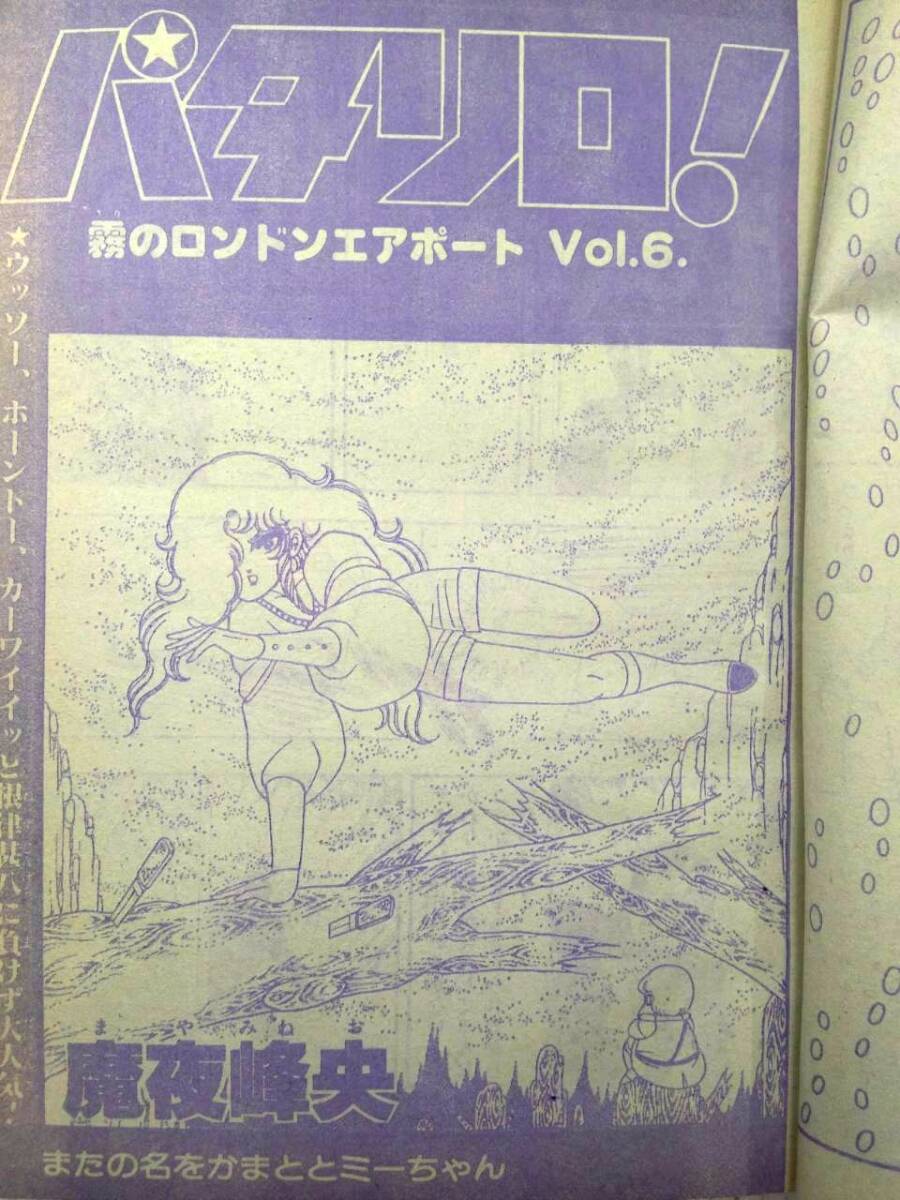 パタリロ!
霧のロンドンエアポート Vol.6.
★ウッソー、ホーントー、カーワイイッと根津甚八に負けず大人気!
まやみねお
魔夜峰央
またの名をかまととミーちゃん